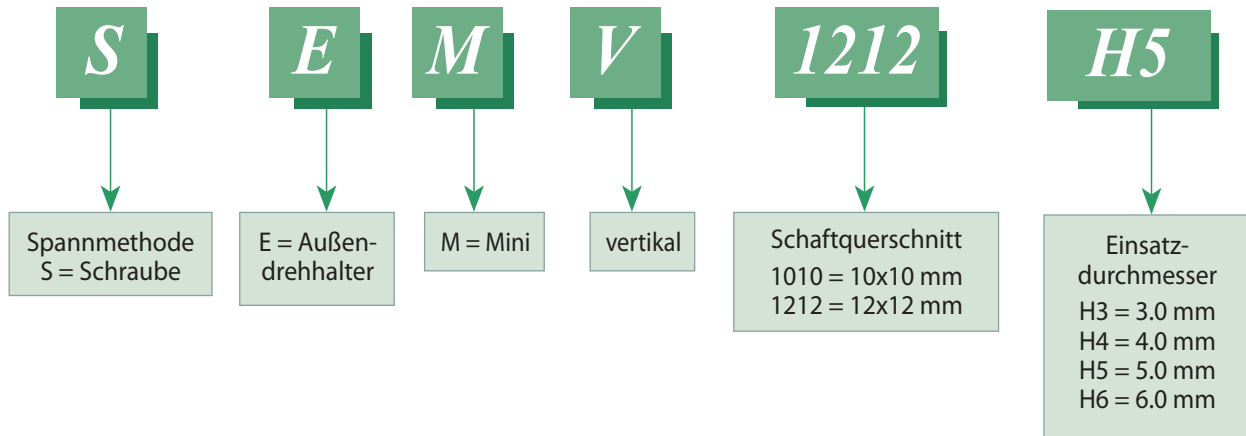 S E M V 1212 H5
Spannmethode
S = Schraube
E = Außen-
drehhalter
M = Mini
vertikal
Schaftquerschnitt
1010 = 10x10 mm
1212 = 12x12 mm
Einsatz-
durchmesser
H3 = 3.0 mm
H4 = 4.0 mm
H5 = 5.0 mm
H6 = 6.0 mm